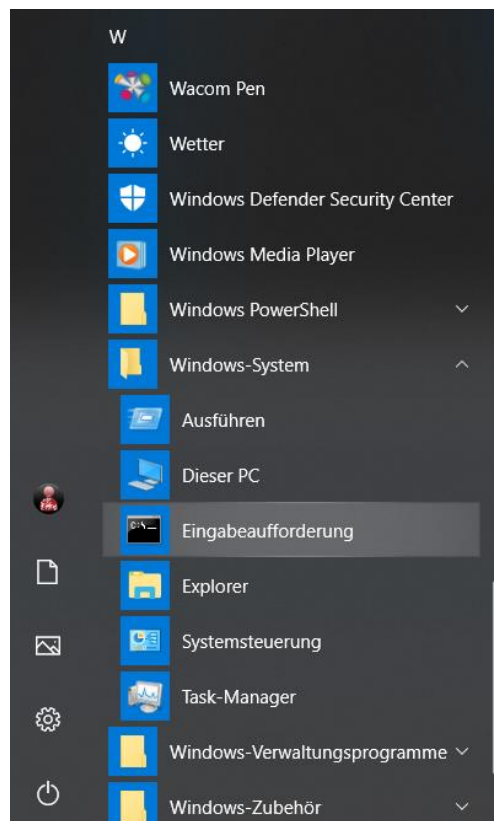 W
Wacom Pen
Wetter
Windows Defender Security Center
Windows Media Player
Windows PowerShell
Windows-System
Ausführen
Dieser PC
C:\_
Eingabeaufforderung
Explorer
Systemsteuerung
Task-Manager
Windows-Verwaltungsprogramme
Windows-Zubehör